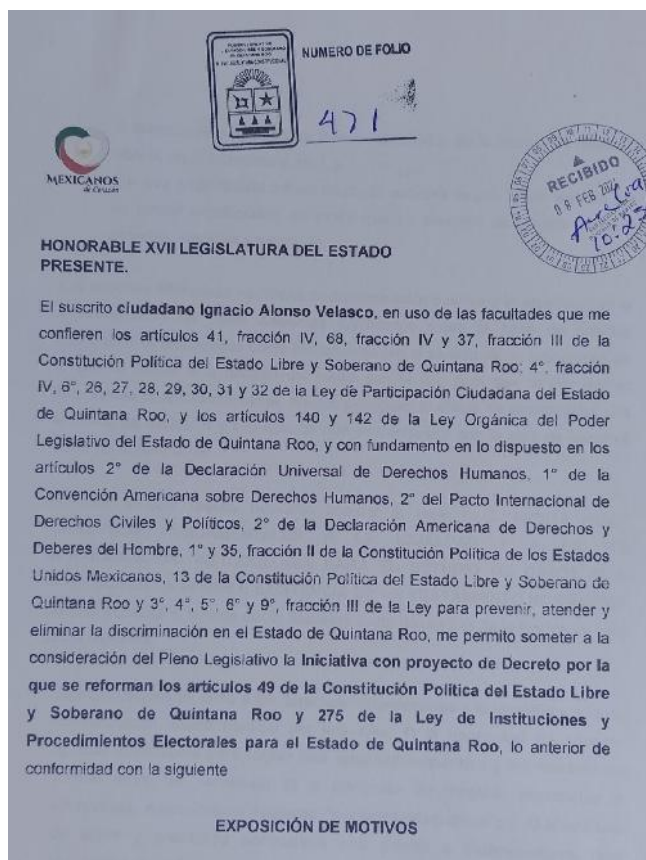 NUMERO DE FOLIO
471
MEXICANOS
de Corazón
RECIBIDO
08 FEB
10:23
HONORABLE XVII LEGISLATURA DEL ESTADO
PRESENTE.
El suscrito ciudadano Ignacio Alonso Velasco, en uso de las facultades que me
confieren los artículos 41, fracción IV, 68, fracción IV y 37, fracción III de la
Constitución Política del Estado Libre y Soberano de Quintana Roo; 4°, fracción
IV, 6°, 26, 27, 28, 29, 30, 31 y 32 de la Ley de Participación Ciudadana del Estado
de Quintana Roo, y los artículos 140 y 142 de la Ley Orgánica del Poder
Legislativo del Estado de Quintana Roo, y con fundamento en lo dispuesto en los
artículos 2° de la Declaración Universal de Derechos Humanos, 1° de la
Convención Americana sobre Derechos Humanos, 2° del Pacto Internacional de
Derechos Civiles y Políticos, 2° de la Declaración Americana de Derechos y
Deberes del Hombre, 1° y 35, fracción II de la Constitución Política de los Estados
Unidos Mexicanos, 13 de la Constitución Política del Estado Libre y Soberano de
Quintana Roo y 3°, 4°, 5°, 6° y 9°, fracción III de la Ley para prevenir, atender y
eliminar la discriminación en el Estado de Quintana Roo, me permito someter a la
consideración del Pleno Legislativo la Iniciativa con proyecto de Decreto por la
que se reforman los artículos 49 de la Constitución Política del Estado Libre
y Soberano de Quintana Roo y 275 de la Ley de Instituciones y
Procedimientos Electorales para el Estado de Quintana Roo, lo anterior de
conformidad con la siguiente
EXPOSICIÓN DE MOTIVOS